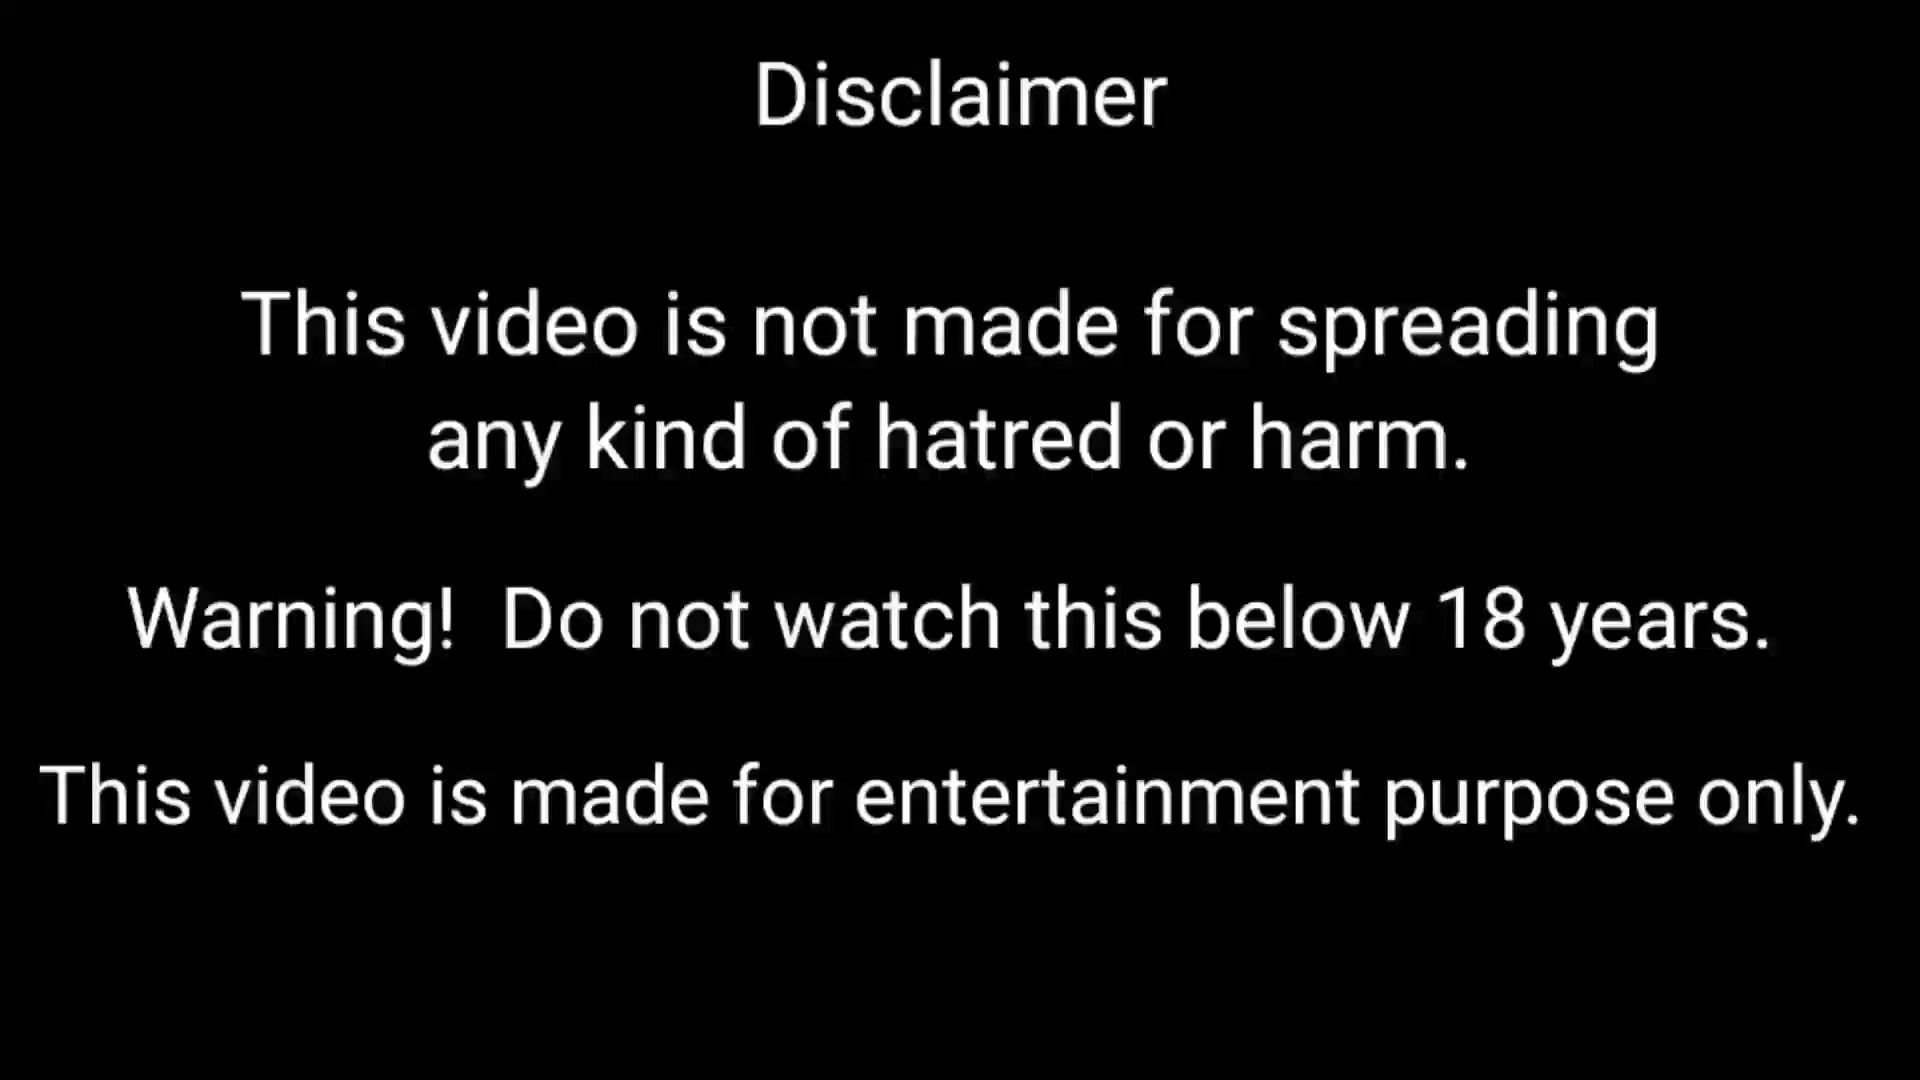 Disclaimer
This video is not made for spreading
any kind of hatred or harm.
Warning!  Do not watch this below 18 years.
This video is made for entertainment purpose only.